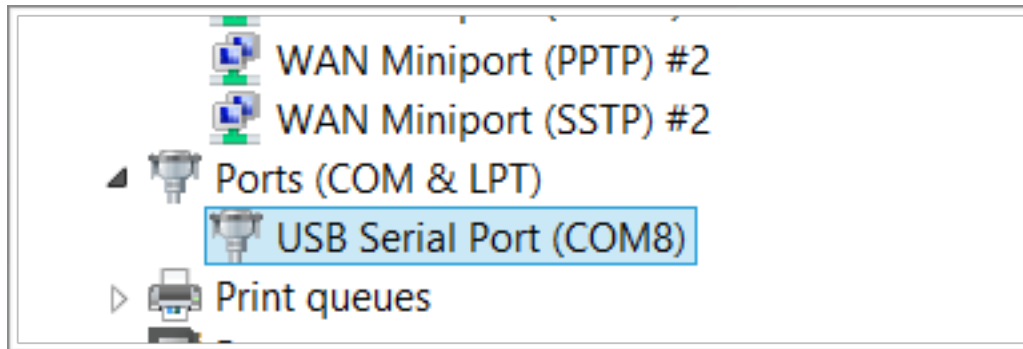 WAN Miniport (PPTP) #2
WAN Miniport (SSTP) #2
Ports (COM & LPT)
USB Serial Port (COM8)
Print queues